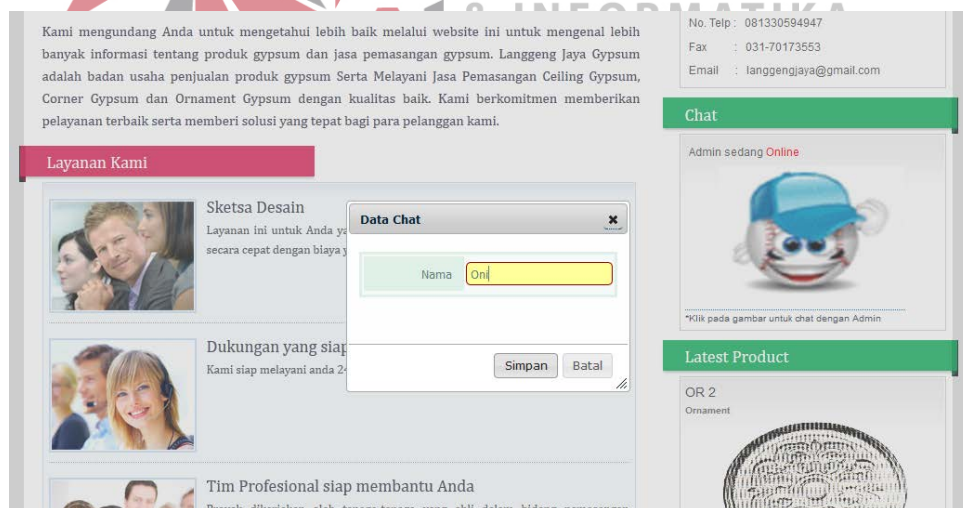 & INFORMATIKA
Kami mengundang Anda untuk mengetahui lebih baik melalui website ini untuk mengenal lebih
banyak informasi tentang produk gypsum dan jasa pemasangan gypsum. Langgeng Jaya Gypsum
adalah badan usaha penjualan produk gypsum Serta Melayani Jasa Pemasangan Ceiling Gypsum,
Corner Gypsum dan Ornament Gypsum dengan kualitas baik. Kami berkomitmen memberikan
pelayanan terbaik serta memberi solusi yang tepat bagi para pelanggan kami.
Layanan Kami
Sketsa Desain
Layanan ini untuk Anda
secara cepat dengan biaya
Dukungan yang siap
Kami siap melayani anda
Tim Profesional siap membantu Anda
Data Chat
Nama Oni
Simpan Batal
No. Telp : 081330594947
Fax : 031-70173553
Email : langgengjaya@gmail.com
Chat
Admin sedang Online
*Klik pada gambar untuk chat dengan Admin
Latest Product
OR 2
Ornament